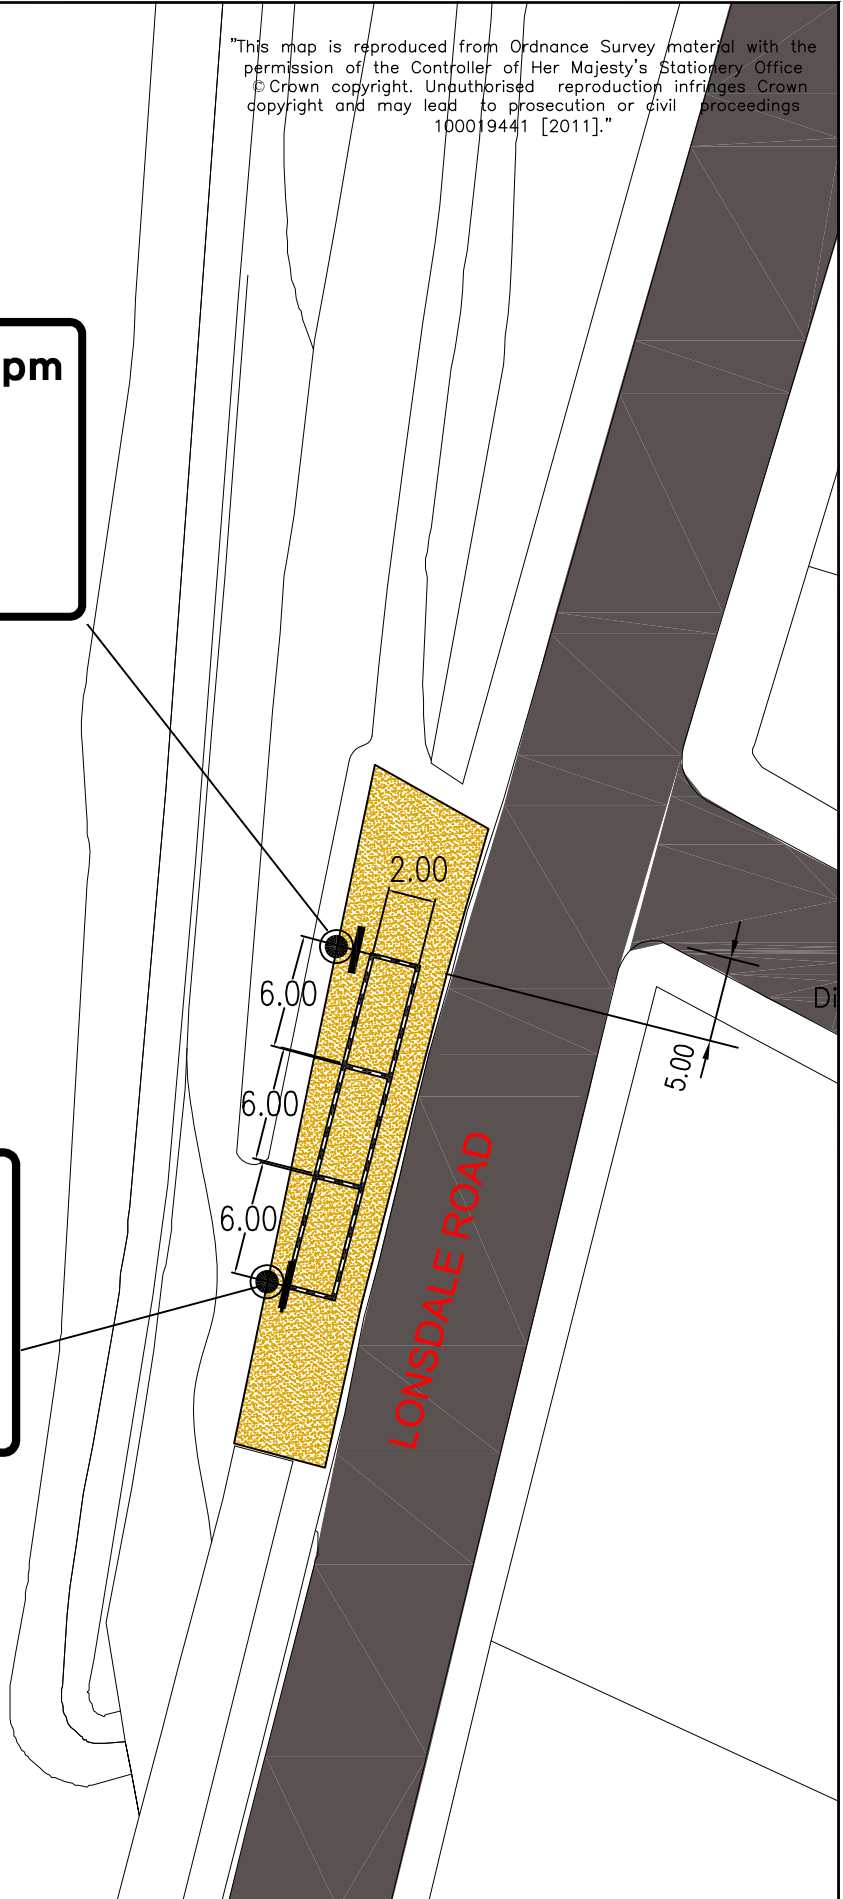 "This map is reproduced from Ordnance Survey material with the
permission of the Controller of Her Majesty's Stationery Office
© Crown copyright. Unauthorised reproduction infringes Crown
copyright and may lead to prosecution or civil proceedings
100019441 [2011]."
pm
2.00
6.00
Di
5.00
6.00
6.00
LONSDALE ROAD